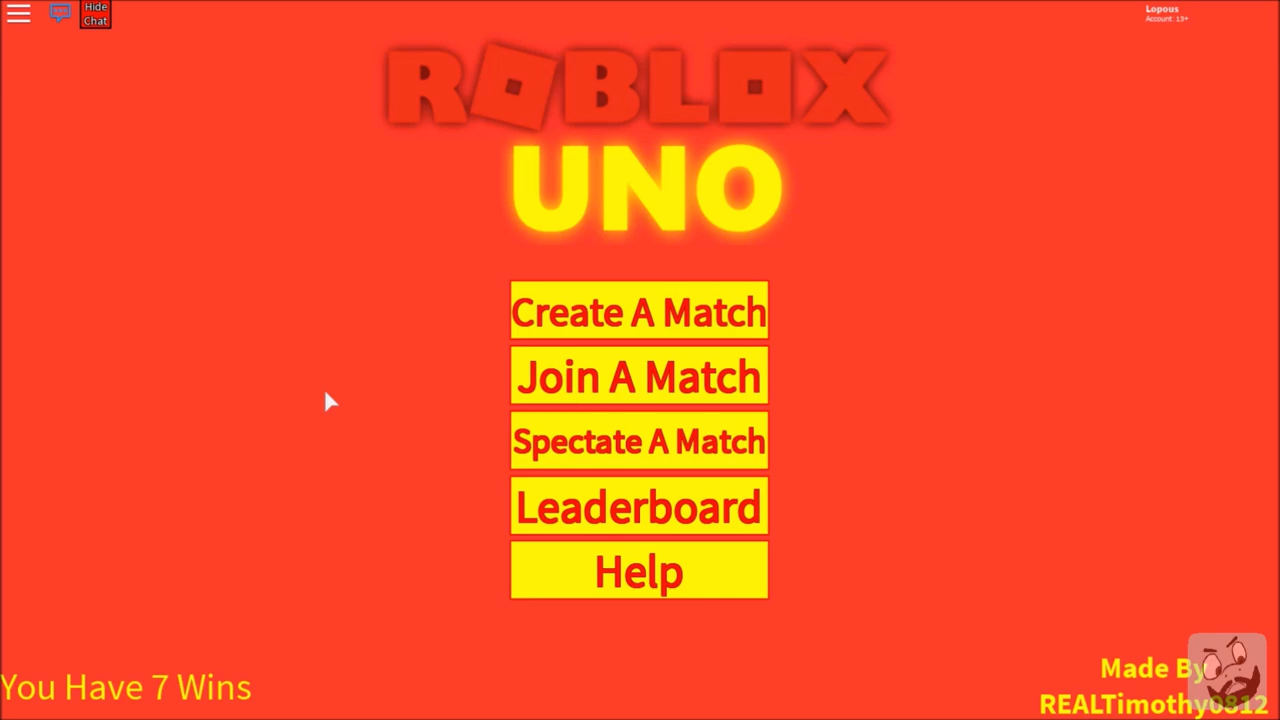 Hide
Chat
Lopous
Account: 13+
ROBLOX
UNO
Create A Match
Join A Match
Spectate A Match
Leaderboard
Help
You Have 7 Wins
Made By
REALTimothy0812